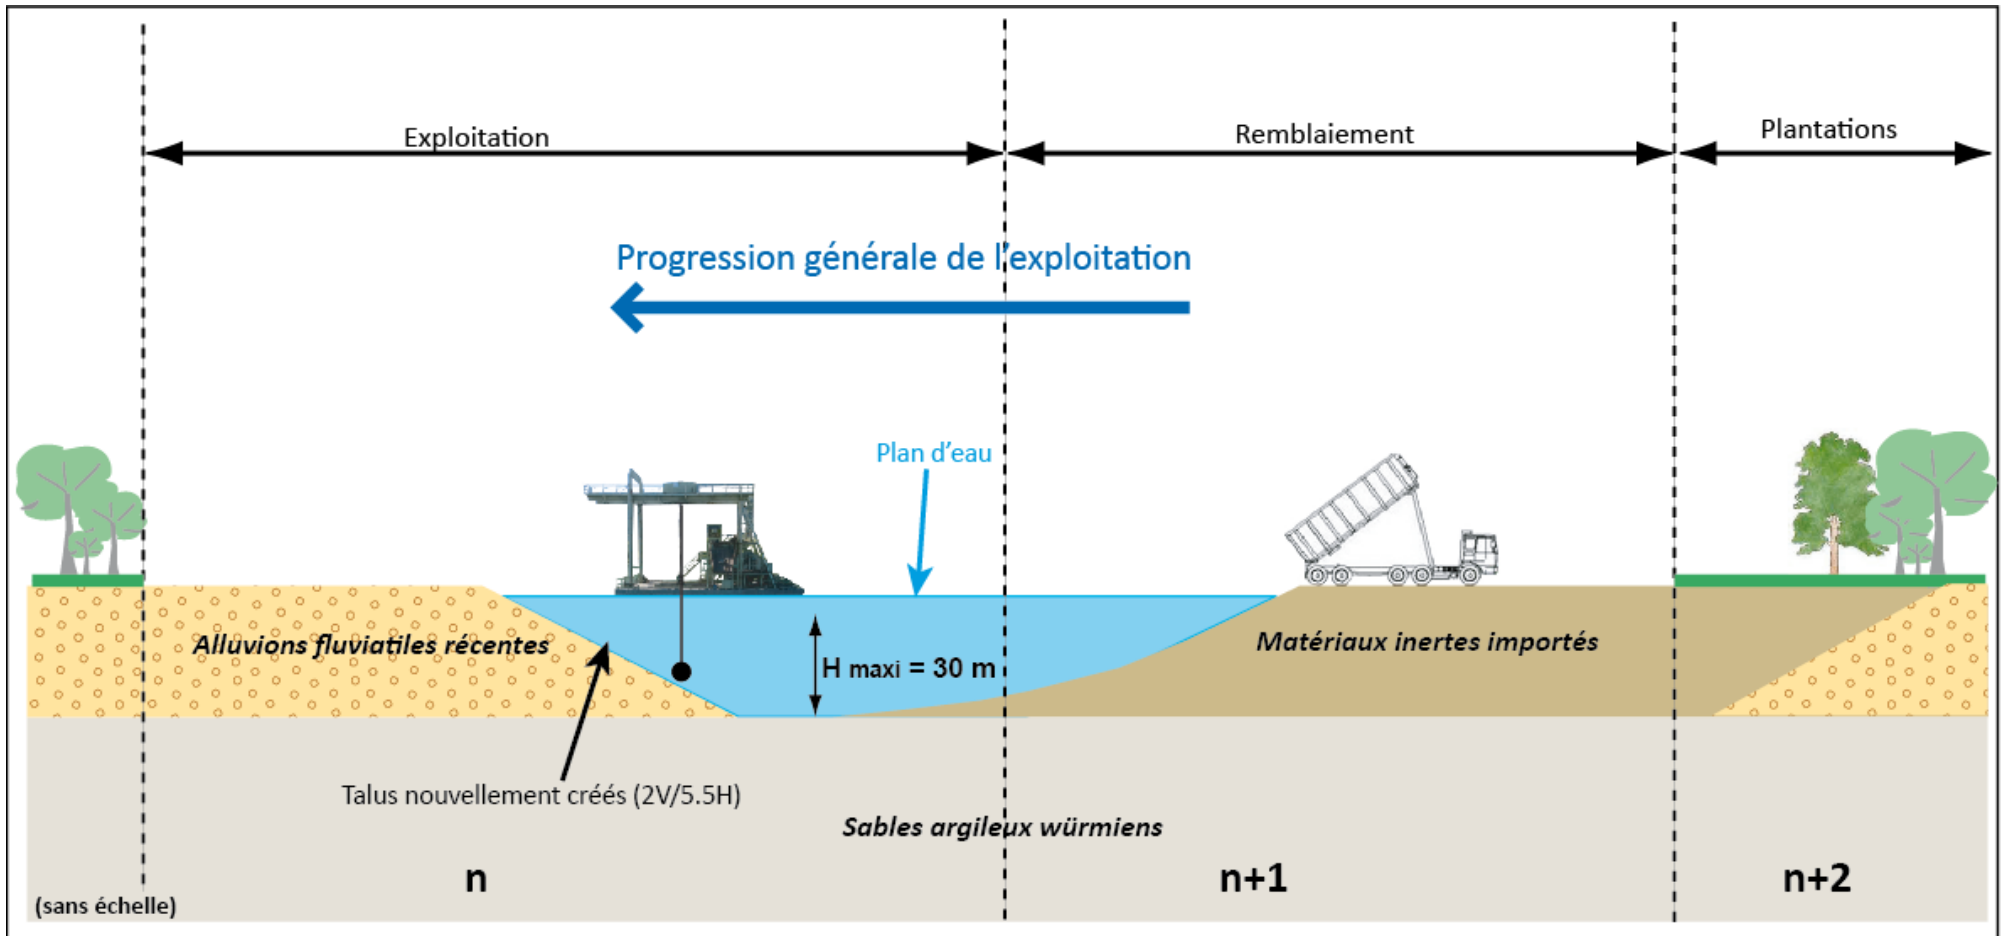 Exploitation
Remblaiement
Plantations
Progression générale de l'exploitation
Plan d'eau
Alluvions fluviatiles récentes
H maxi = 30 m
Matériaux inertes importés
Talus nouvellement créés (2V/5.5H)
Sables argileux würmiens
n
n+1
n+2
(sans échelle)